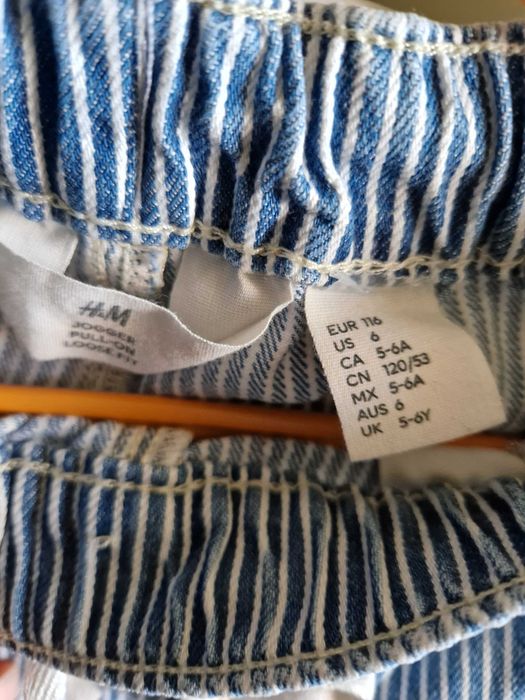 H&M
JOGGER
PULL-ON
LOOSE FIT
EUR 116
US 6
CA 5-6A
CN 120/53
MX 5-6A
AUS 6
UK 5-6Y